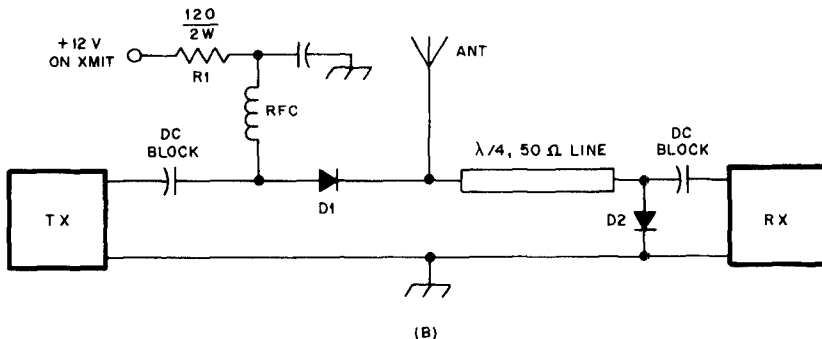 120
2W
+12 V
ON XMIT
R1
ANT
RFC
DC
BLOCK
λ/4, 50 Ω LINE
DC
BLOCK
TX
D1
D2
RX
(B)